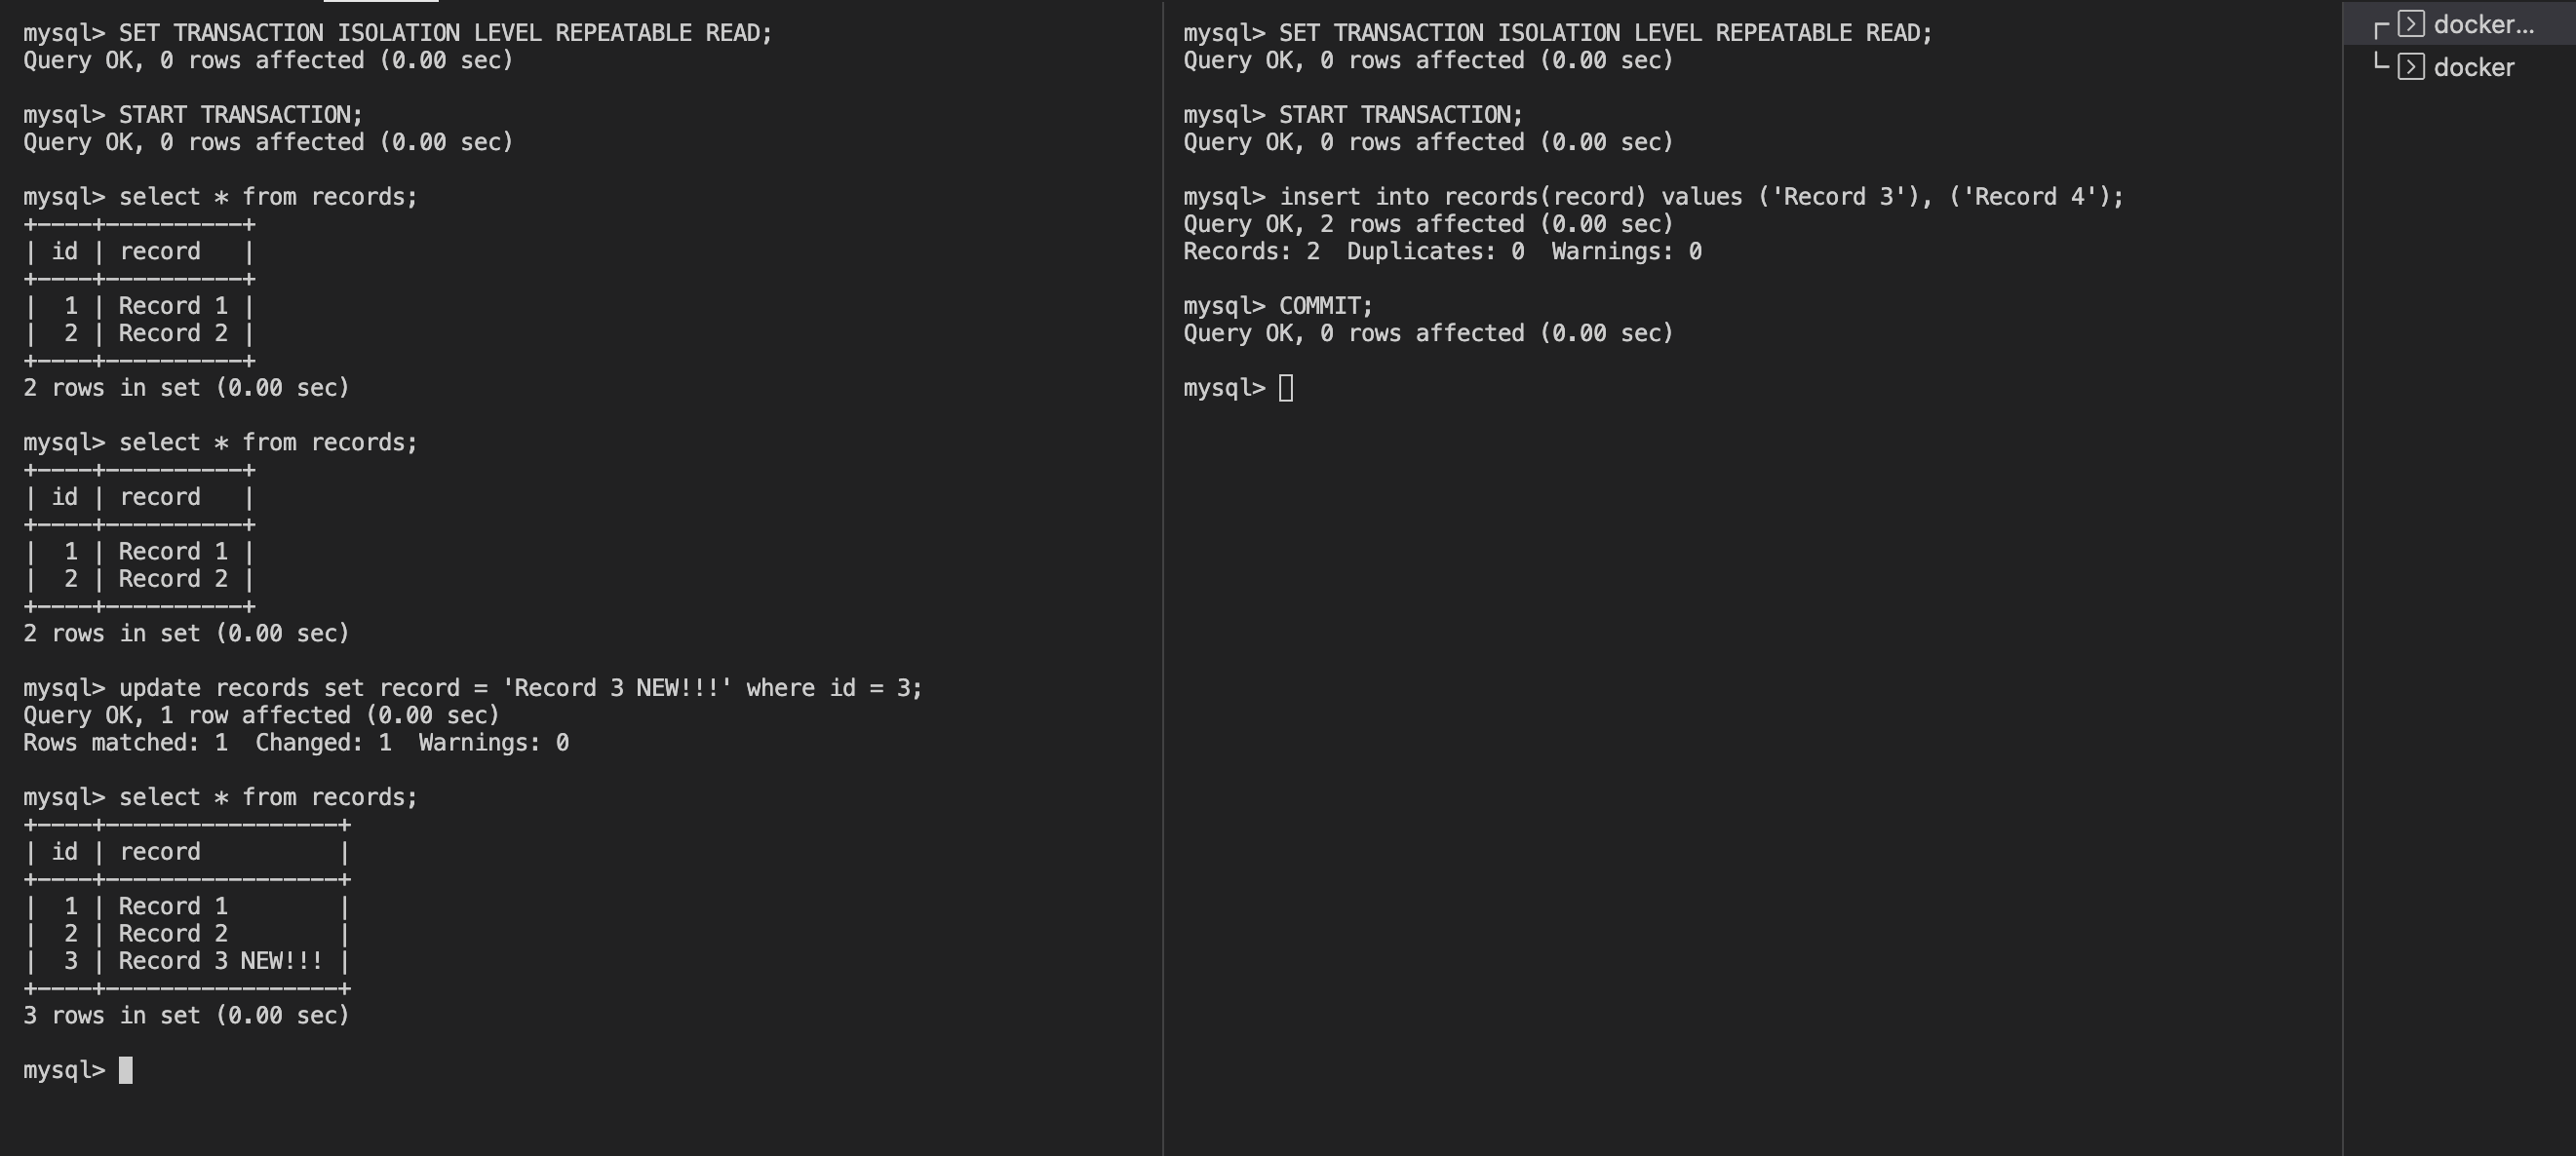 mysql> SET TRANSACTION ISOLATION LEVEL REPEATABLE READ;
Query OK, 0 rows affected (0.00 sec)

mysql> START TRANSACTION;
Query OK, 0 rows affected (0.00 sec)

mysql> select * from records;
+----+----------+
| id | record   |
+----+----------+
|  1 | Record 1 |
|  2 | Record 2 |
+----+----------+
2 rows in set (0.00 sec)

mysql> select * from records;
+----+----------+
| id | record   |
+----+----------+
|  1 | Record 1 |
|  2 | Record 2 |
+----+----------+
2 rows in set (0.00 sec)

mysql> update records set record = 'Record 3 NEW!!!' where id = 3;
Query OK, 1 row affected (0.00 sec)
Rows matched: 1  Changed: 1  Warnings: 0

mysql> select * from records;
+----+-----------------+
| id | record          |
+----+-----------------+
|  1 | Record 1        |
|  2 | Record 2        |
|  3 | Record 3 NEW!!! |
+----+-----------------+
3 rows in set (0.00 sec)

mysql>

mysql> SET TRANSACTION ISOLATION LEVEL REPEATABLE READ;
Query OK, 0 rows affected (0.00 sec)

mysql> START TRANSACTION;
Query OK, 0 rows affected (0.00 sec)

mysql> insert into records(record) values ('Record 3'), ('Record 4');
Query OK, 2 rows affected (0.00 sec)
Records: 2  Duplicates: 0  Warnings: 0

mysql> COMMIT;
Query OK, 0 rows affected (0.00 sec)

mysql>

docker...
docker